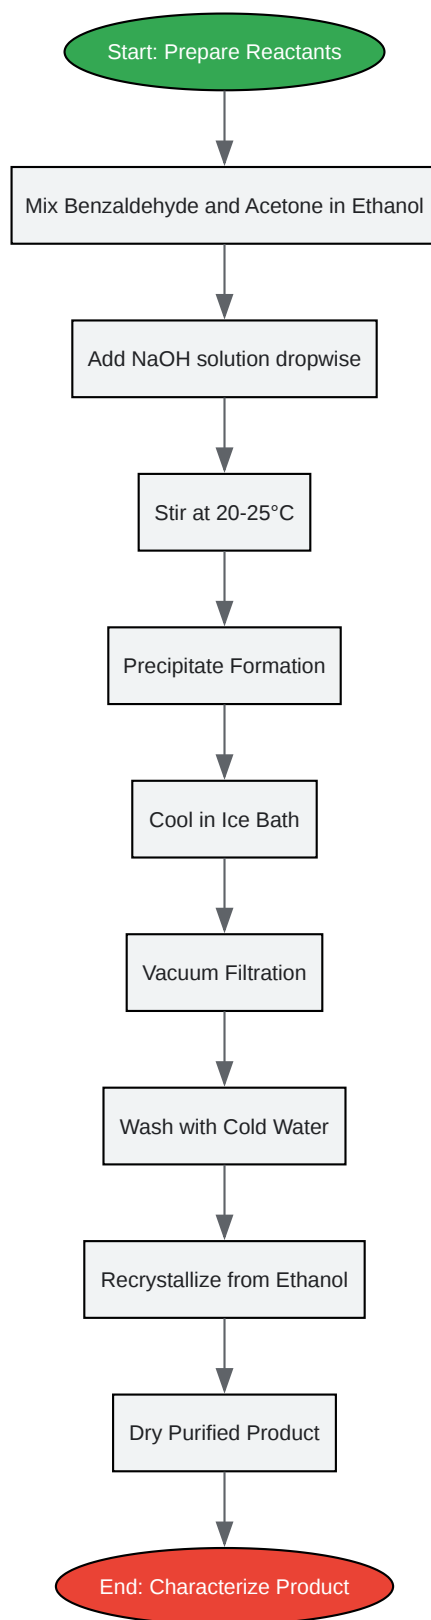 Start: Prepare Reactants
Mix Benzaldehyde and Acetone in Ethanol
Add NaOH solution dropwise
Stir at 20-25°C
Precipitate Formation
Cool in Ice Bath
Vacuum Filtration
Wash with Cold Water
Recrystallize from Ethanol
Dry Purified Product
End: Characterize Product